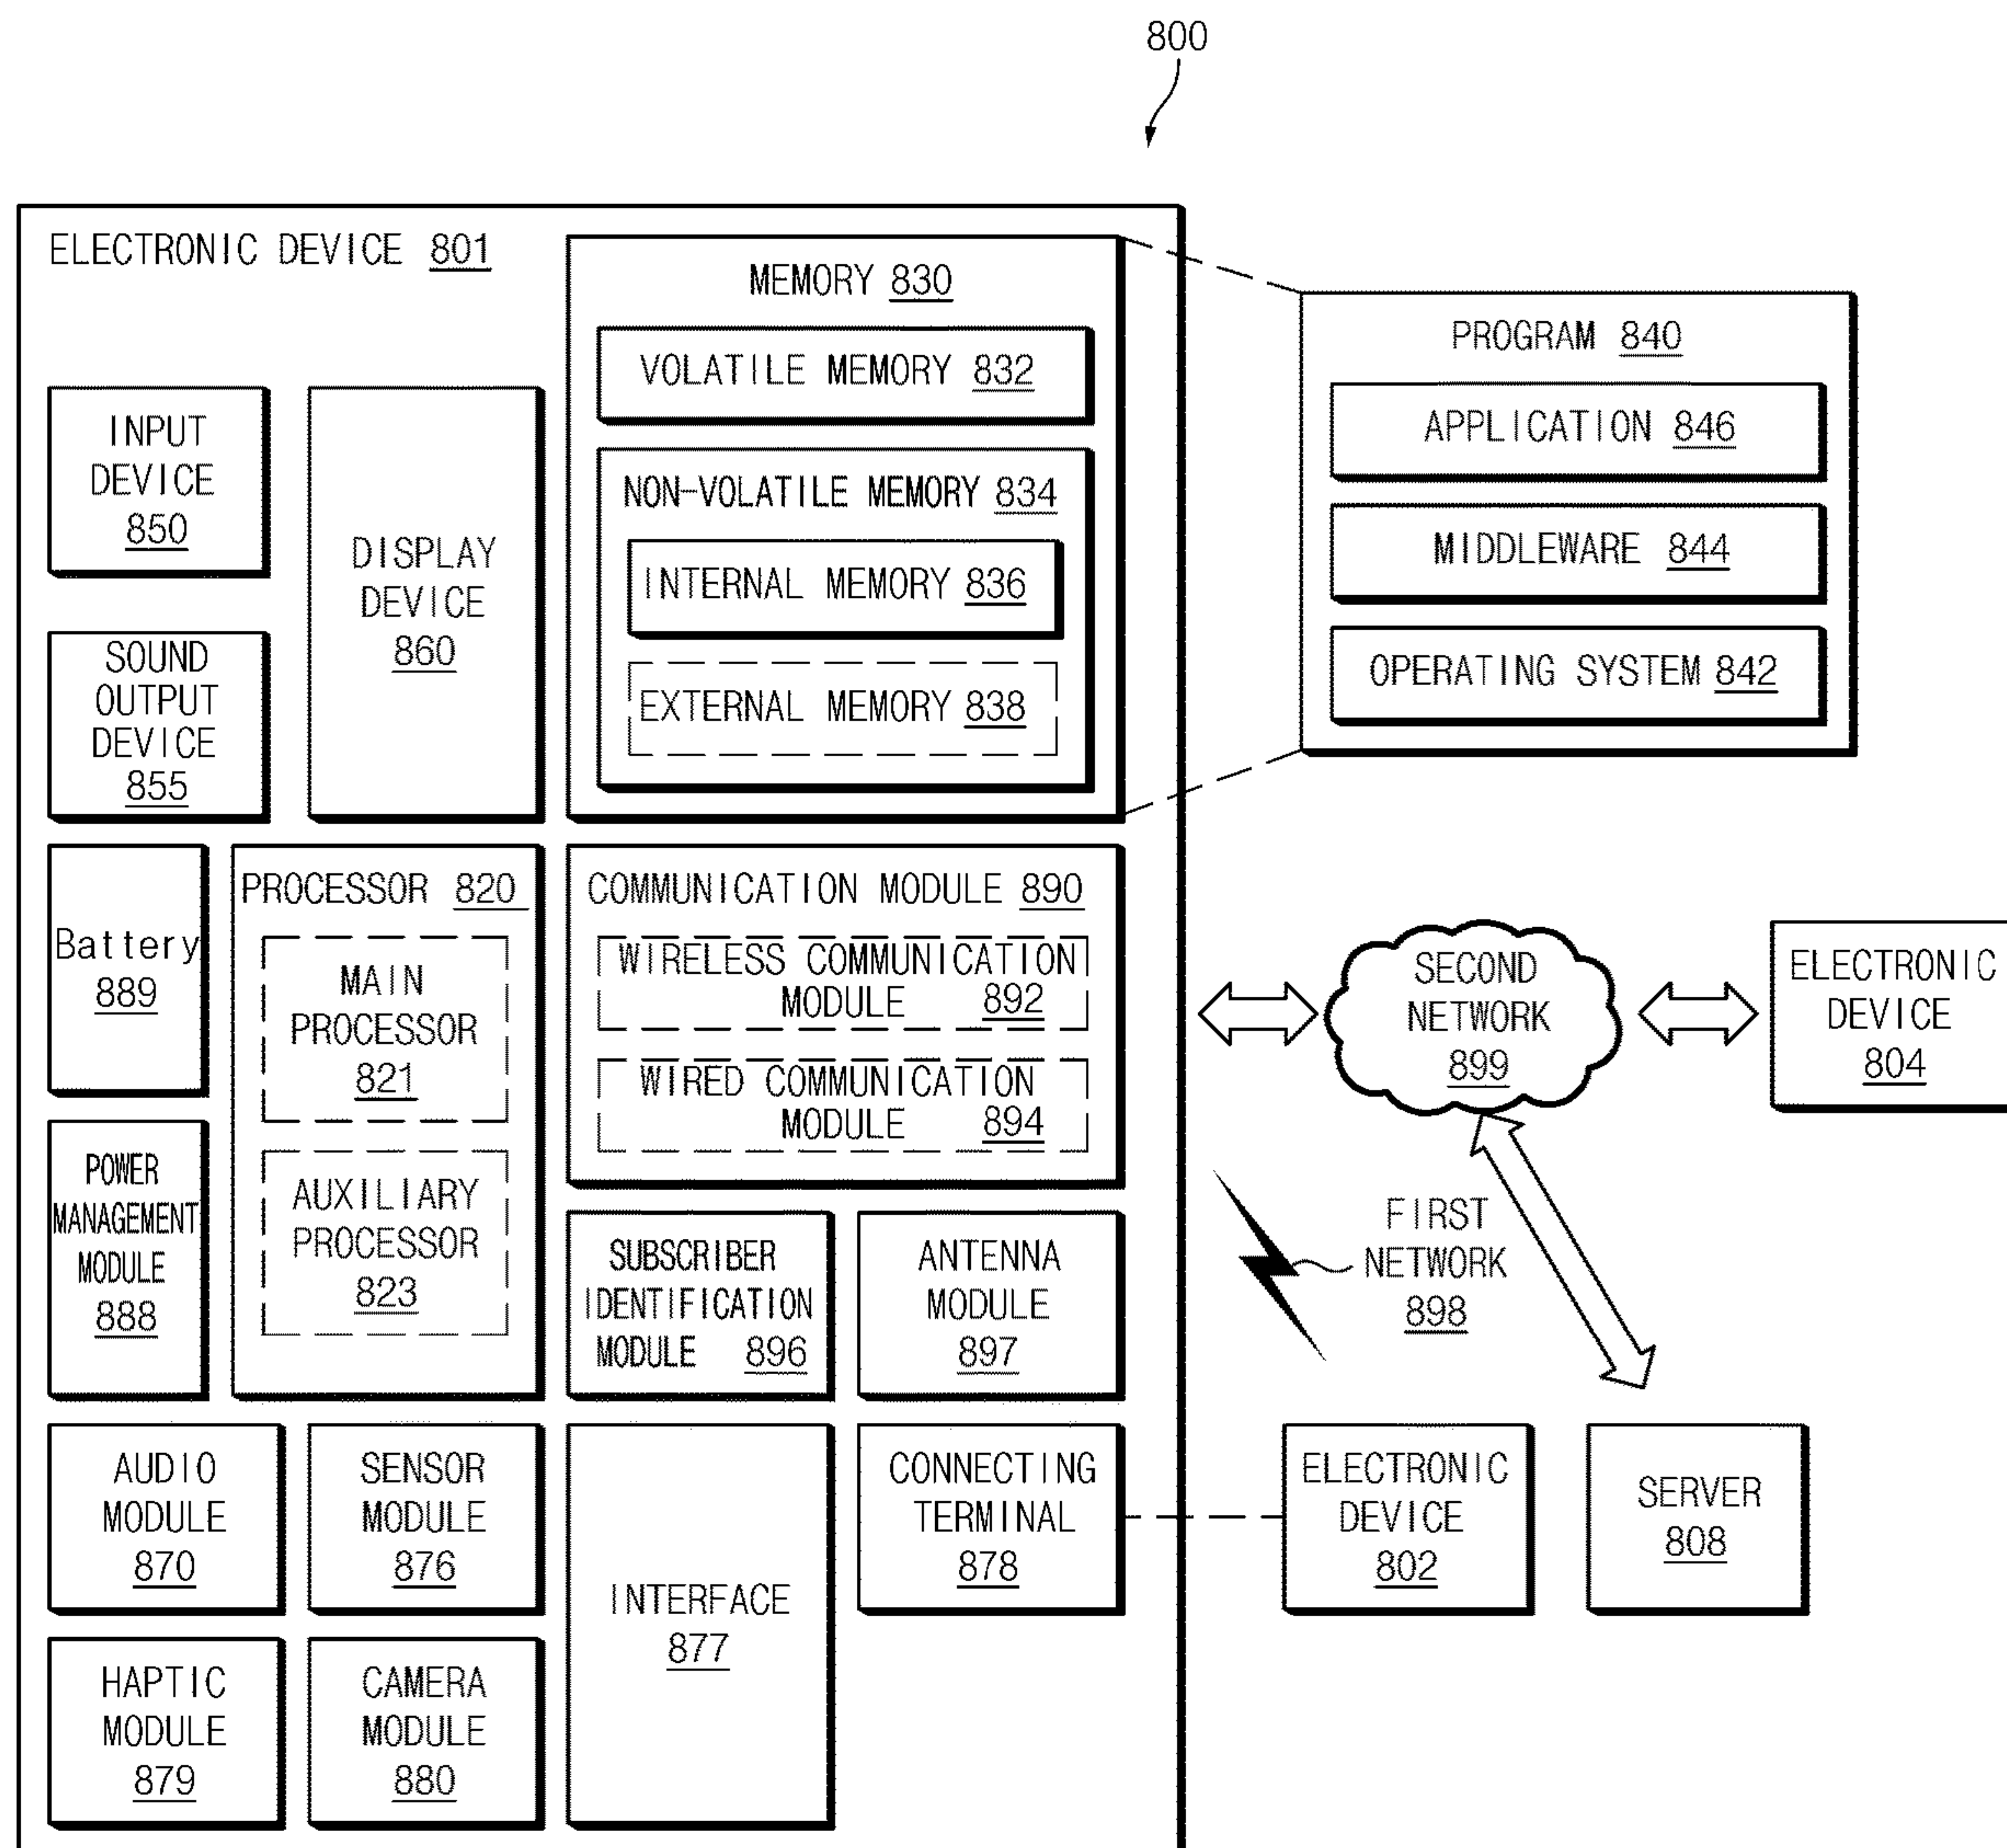 800
ELECTRONIC DEVICE 801
MEMORY 830
VOLATILE MEMORY 832
NON-VOLATILE MEMORY 834
INTERNAL MEMORY 836
EXTERNAL MEMORY 838
PROGRAM 840
APPLICATION 846
MIDDLEWARE 844
OPERATING SYSTEM 842
INPUT
DEVICE
850
SOUND
OUTPUT
DEVICE
855
DISPLAY
DEVICE
860
Battery
889
POWER
MANAGEMENT
MODULE
888
PROCESSOR 820
MAIN
PROCESSOR
821
AUXILIARY
PROCESSOR
823
COMMUNICATION MODULE 890
WIRELESS COMMUNICATION
MODULE 892
WIRED COMMUNICATION
MODULE 894
SUBSCRIBER
IDENTIFICATION
MODULE 896
ANTENNA
MODULE
897
SECOND
NETWORK
899
ELECTRONIC
DEVICE
804
FIRST
NETWORK
898
AUDIO
MODULE
870
SENSOR
MODULE
876
INTERFACE
877
CONNECTING
TERMINAL
878
ELECTRONIC
DEVICE
802
SERVER
808
HAPTIC
MODULE
879
CAMERA
MODULE
880